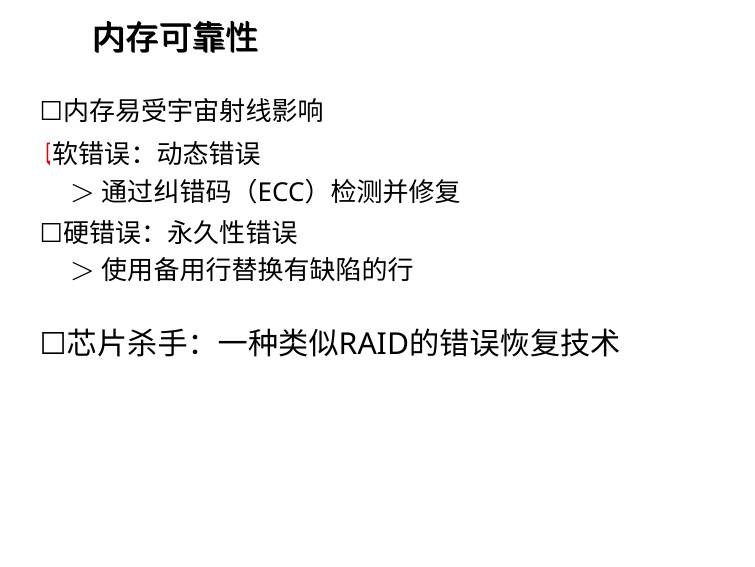 内存可靠性
□内存易受宇宙射线影响
软错误：动态错误
＞ 通过纠错码（ECC）检测并修复
□硬错误：永久性错误
＞ 使用备用行替换有缺陷的行
□芯片杀手：一种类似RAID的错误恢复技术